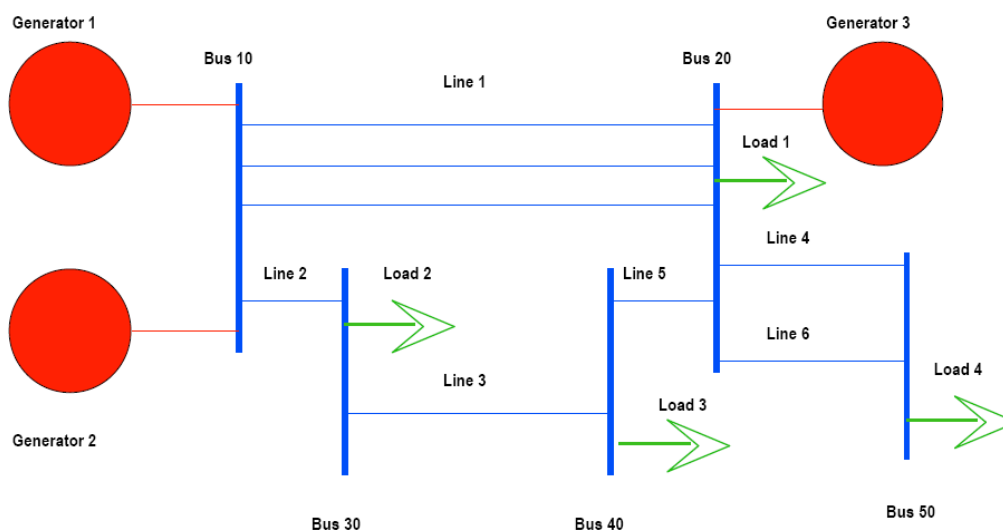 Generator 1
Generator 3
Bus 10
Bus 20
Line 1
Load 1
Line 4
Line 2
Load 2
Line 5
Line 6
Load 4
Line 3
Load 3
Generator 2
Bus 30
Bus 40
Bus 50